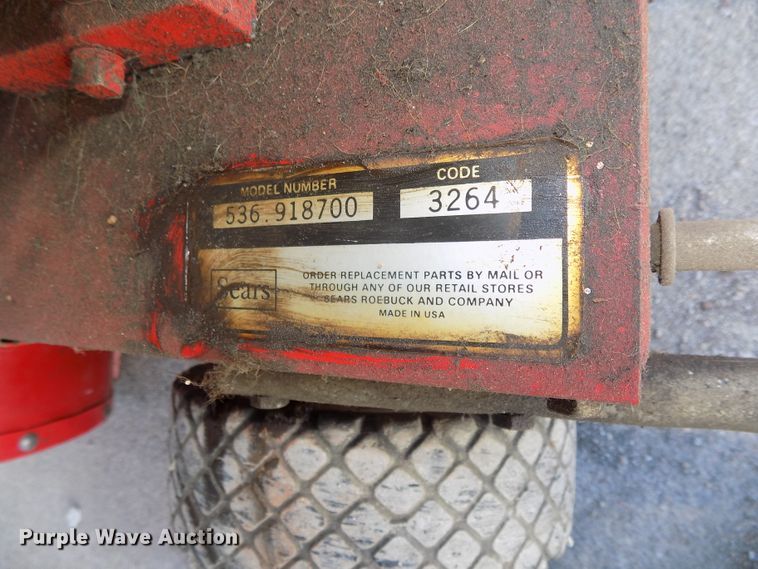 MODEL NUMBER CODE
536.918700 3264
Sears
ORDER REPLACEMENT PARTS BY MAIL OR
THROUGH ANY OF OUR RETAIL STORES
SEARS ROEBUCK AND COMPANY
MADE IN USA
Purple Wave Auction®